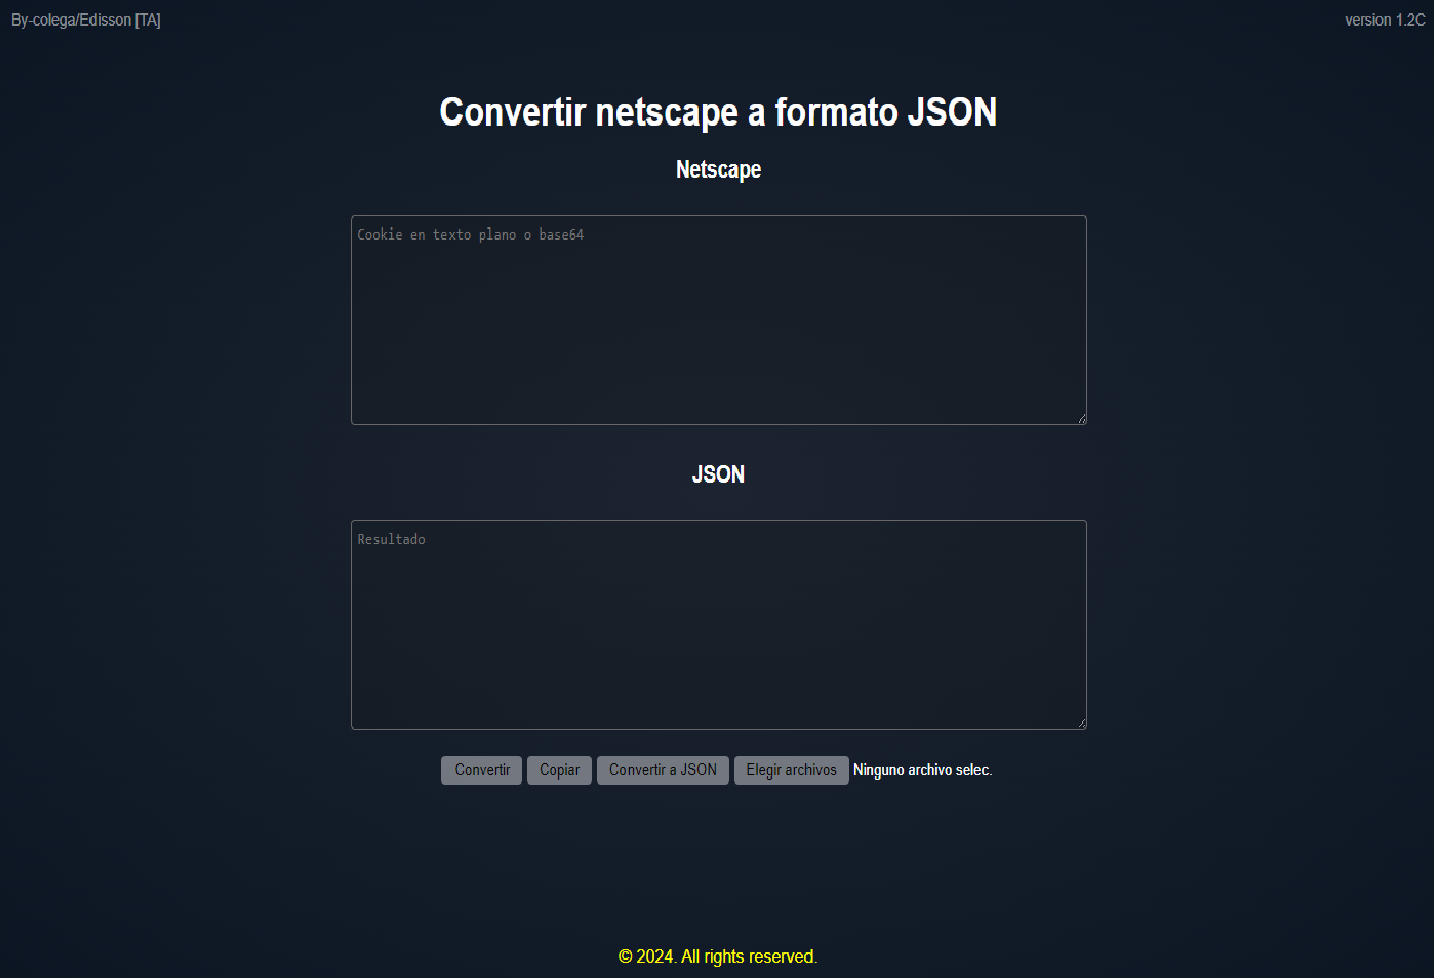 By-colega/Edisson [TA]
version 1.2C
Convertir netscape a formato JSON
Netscape
Cookie en texto plano o base64
JSON
Resultado
Convertir Copiar Convertir a JSON Elegir archivos Ninguno archivo selec.
© 2024. All rights reserved.